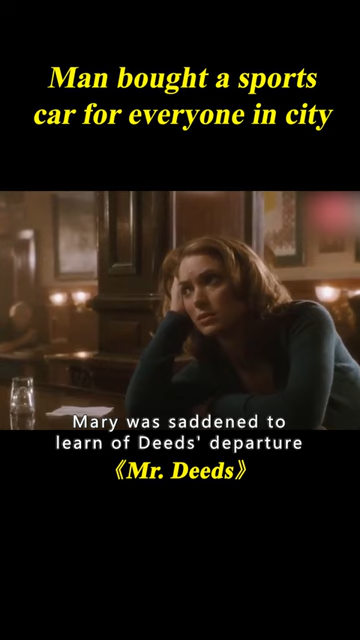 Man bought a sports
car for everyone in city
Mary was saddened to
learn of Deeds' departure
《Mr. Deeds》